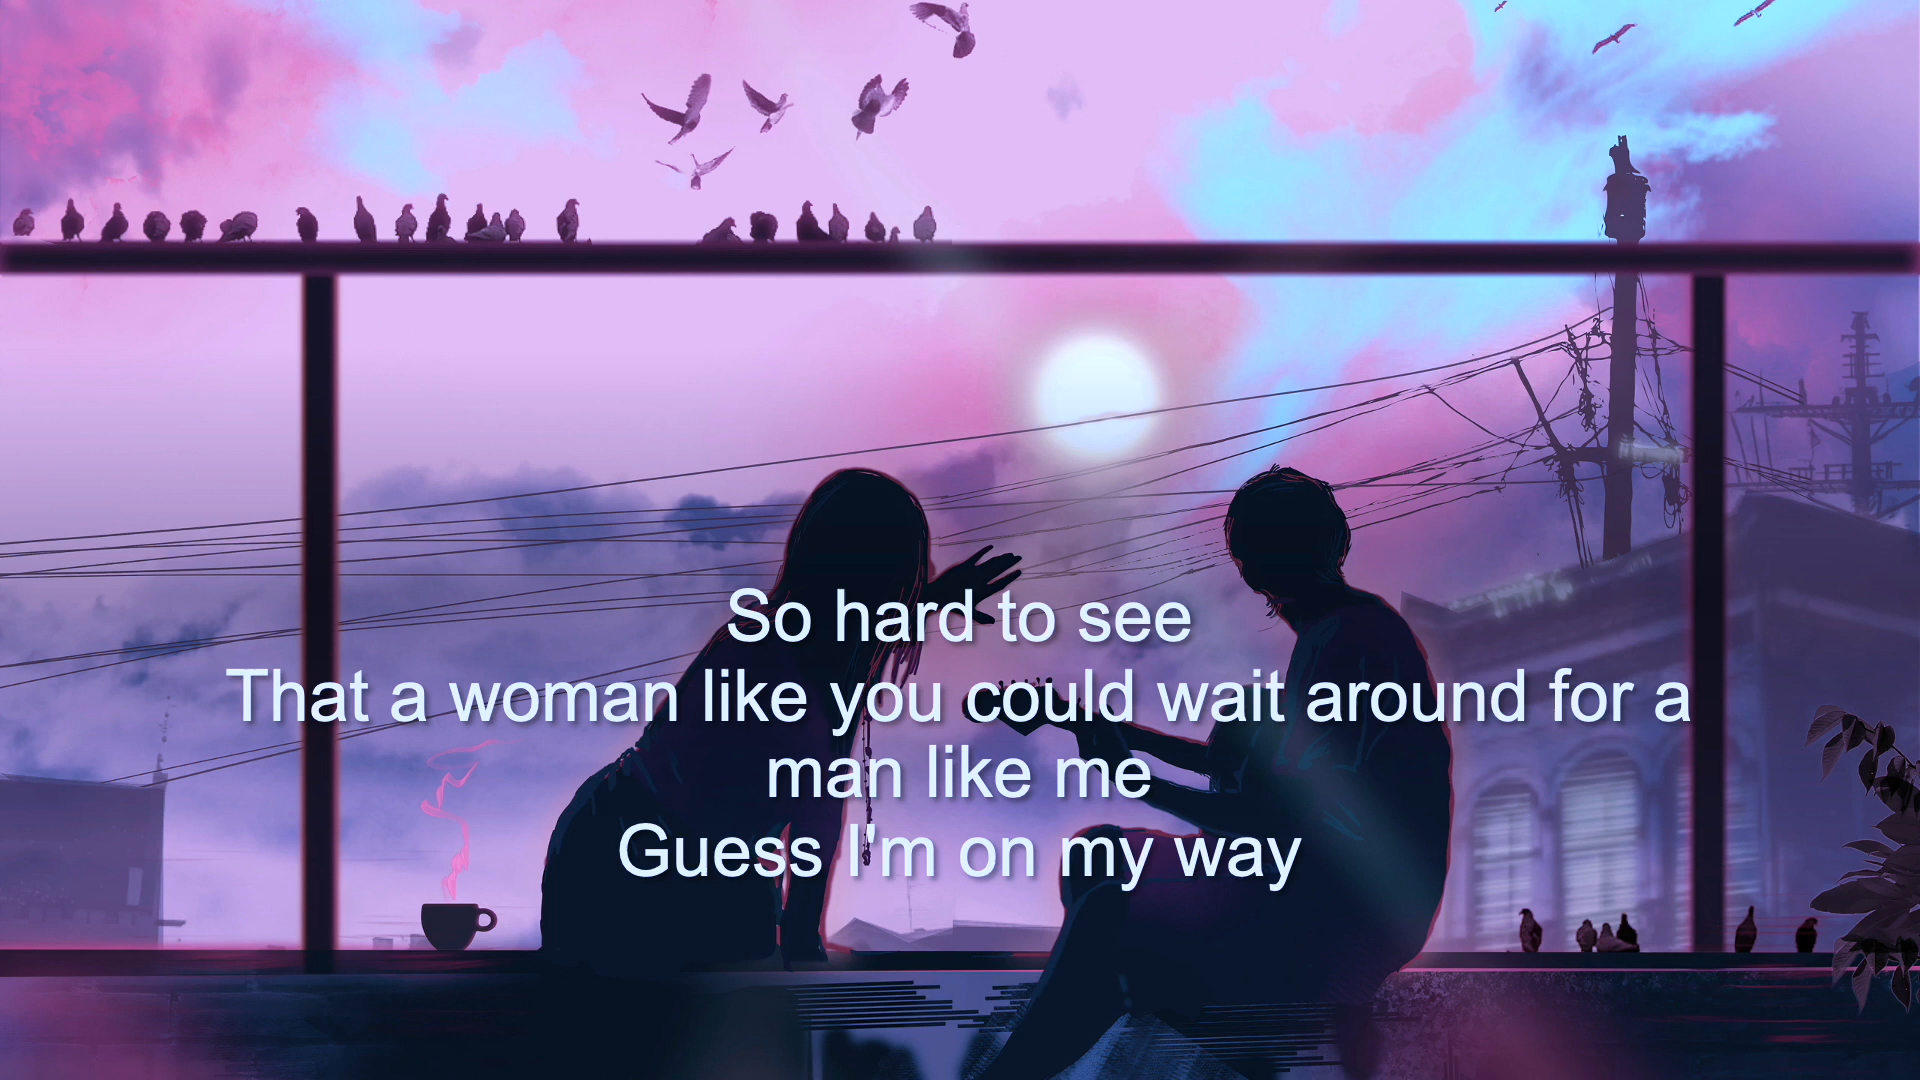 So hard to see
That a woman like you could wait around for a
man like me
Guess I'm on my way